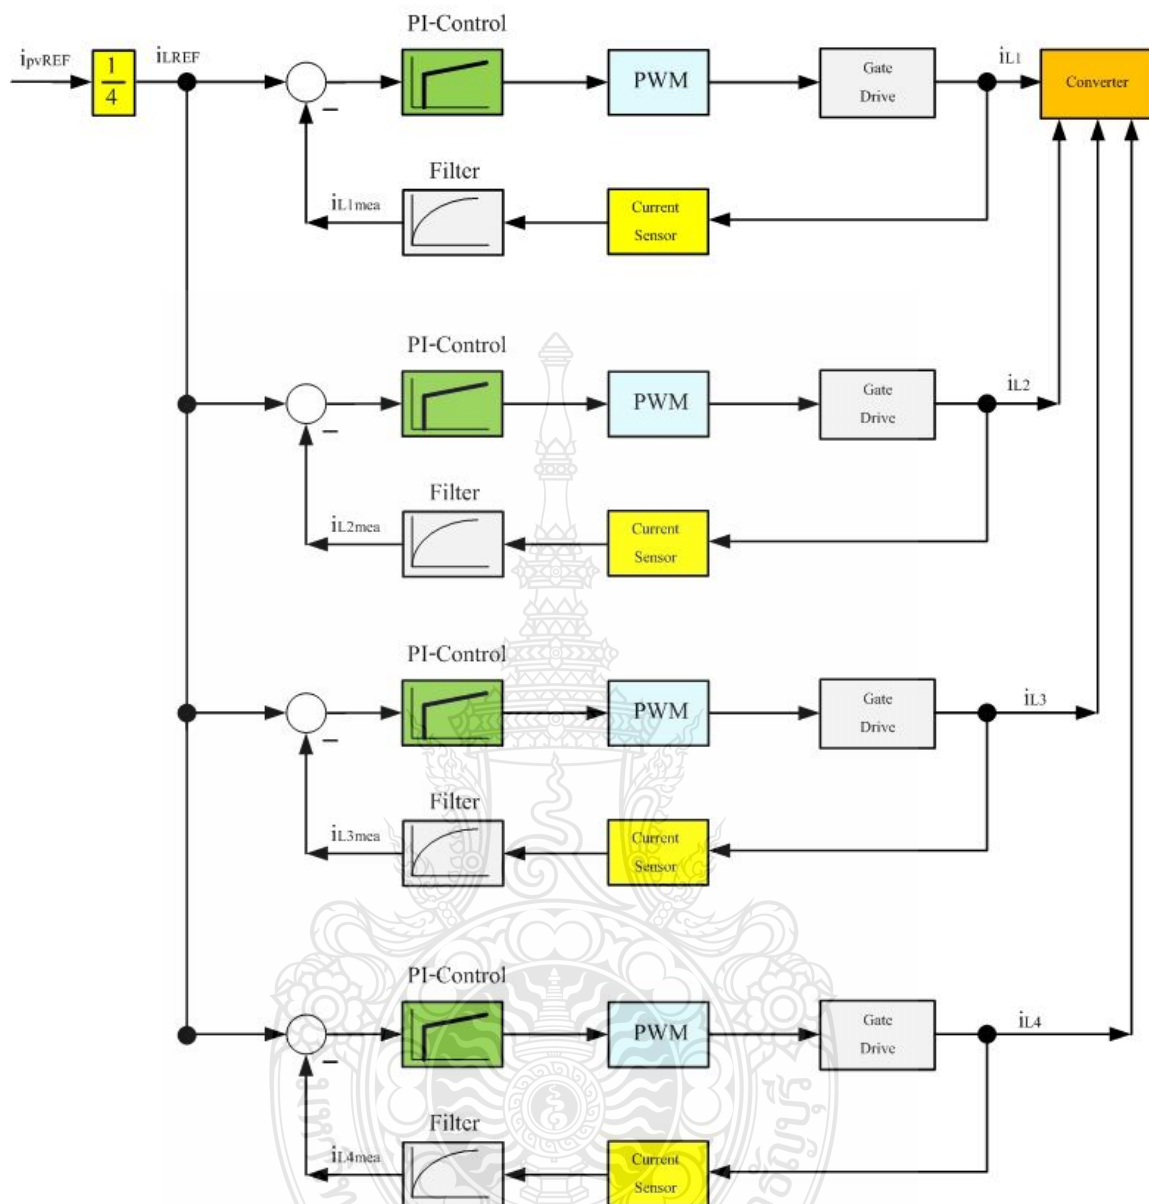 PI-Control
ipvREF
1
4
iLREF
PWM
Gate
Drive
iL1
Converter
−
Filter
iL1mea
Current
Sensor
PI-Control
PWM
Gate
Drive
iL2
−
Filter
iL2mea
Current
Sensor
PI-Control
PWM
Gate
Drive
iL3
−
Filter
iL3mea
Current
Sensor
PI-Control
PWM
Gate
Drive
iL4
−
Filter
iL4mea
Current
Sensor